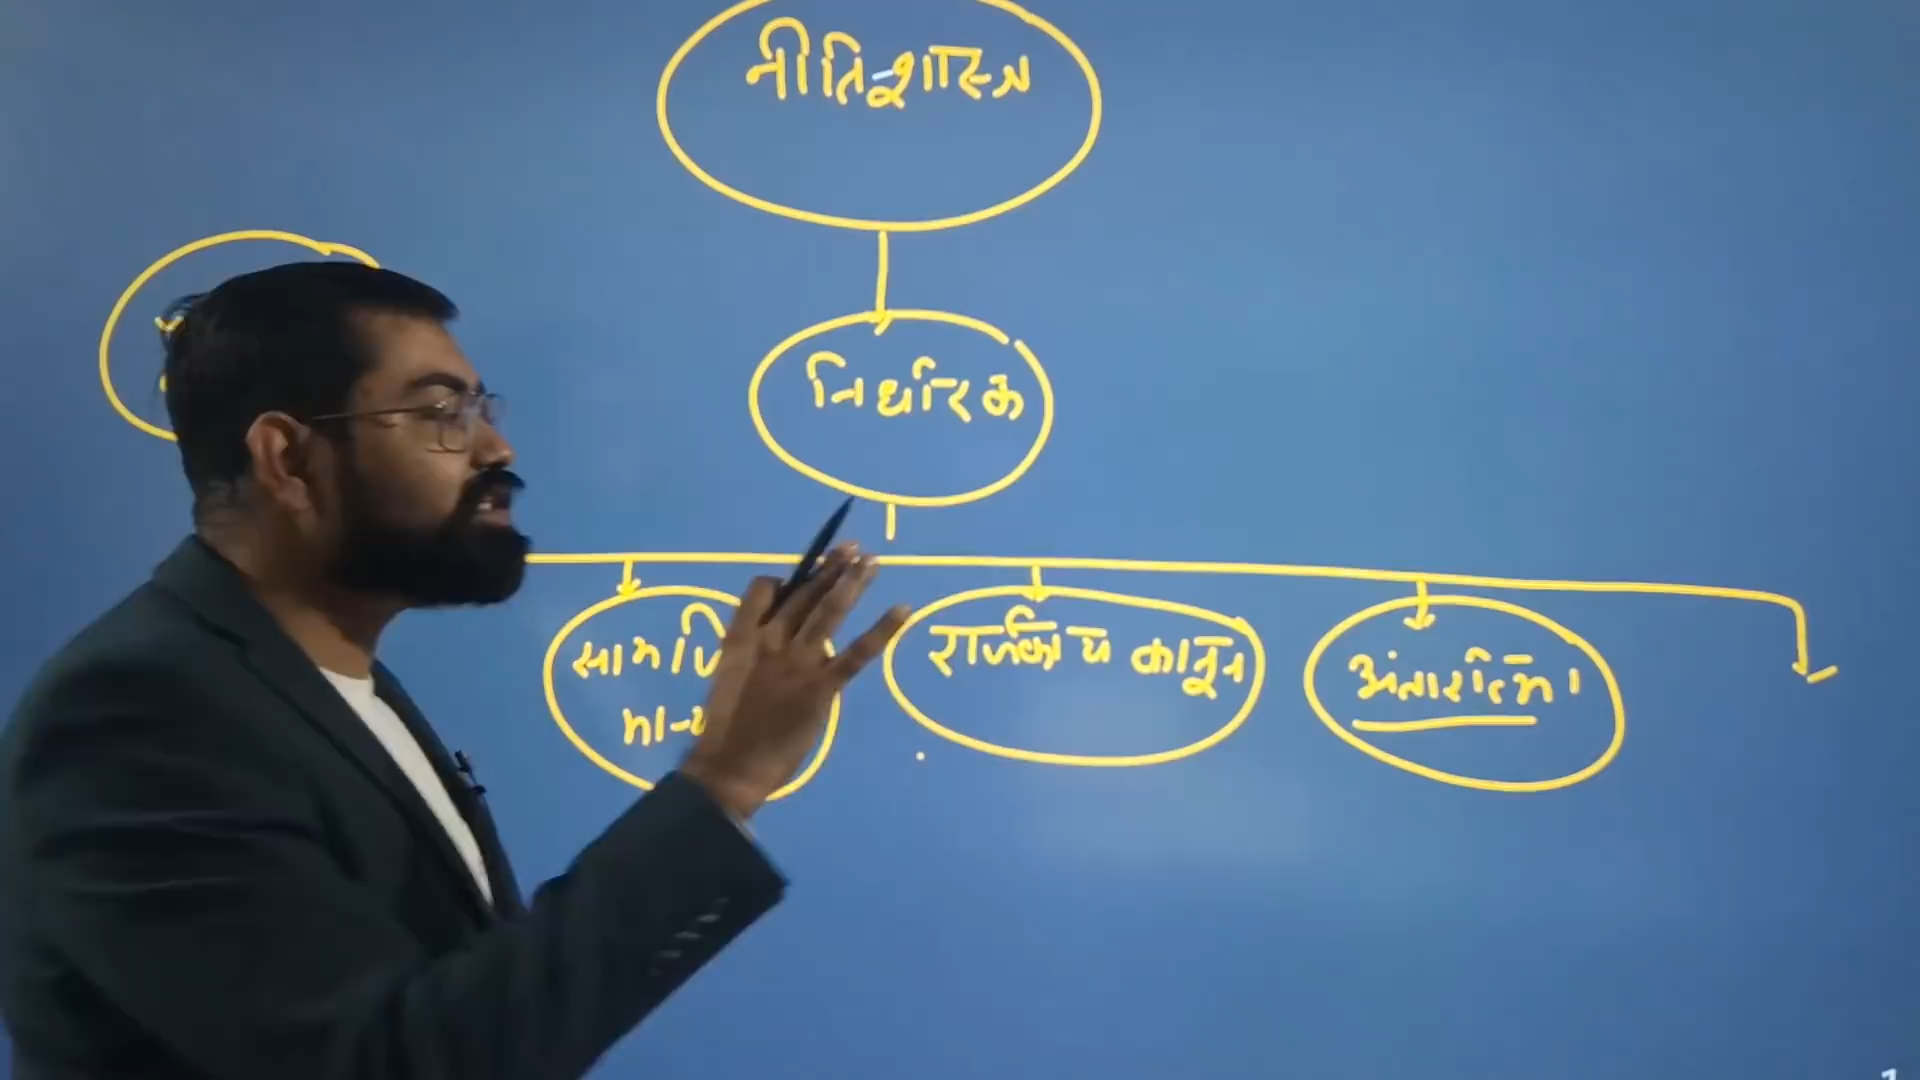 नीतिशास्त्र
निर्धारक
राजकीय कानून
अंतरात्मा